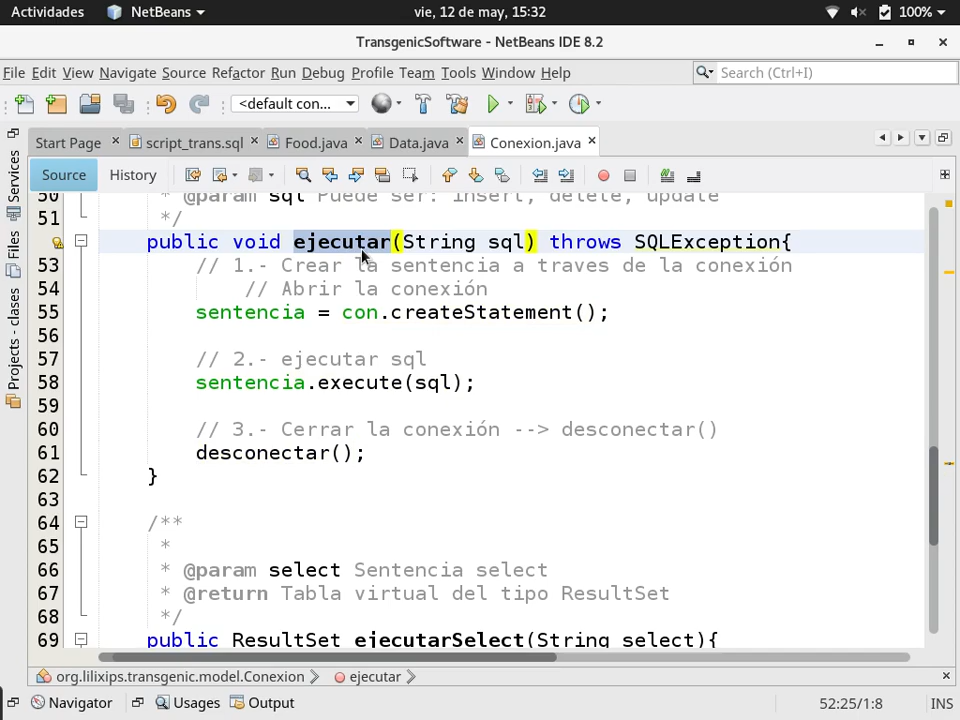 Actividades NetBeans vie, 12 de may, 15:32 100%
TransgenicSoftware - NetBeans IDE 8.2
File Edit View Navigate Source Refactor Run Debug Profile Team Tools Window Help Search (Ctrl+I)
<default con...
Start Page script_trans.sql Food.java Data.java Conexion.java
Source History
Services
Files
Projects - clases
50 * @param sql Puede ser: insert, delete, update
51 */
public void ejecutar(String sql) throws SQLException{
53 // 1.- Crear la sentencia a traves de la conexión
54 // Abrir la conexión
55 sentencia = con.createStatement();
56
57 // 2.- ejecutar sql
58 sentencia.execute(sql);
59
60 // 3.- Cerrar la conexión --> desconectar()
61 desconectar();
62 }
63
64 /**
65 *
66 * @param select Sentencia select
67 * @return Tabla virtual del tipo ResultSet
68 */
69 public ResultSet ejecutarSelect(String select){
org.lilixips.transgenic.model.Conexion ejecutar
Navigator Usages Output 52:25/1:8 INS